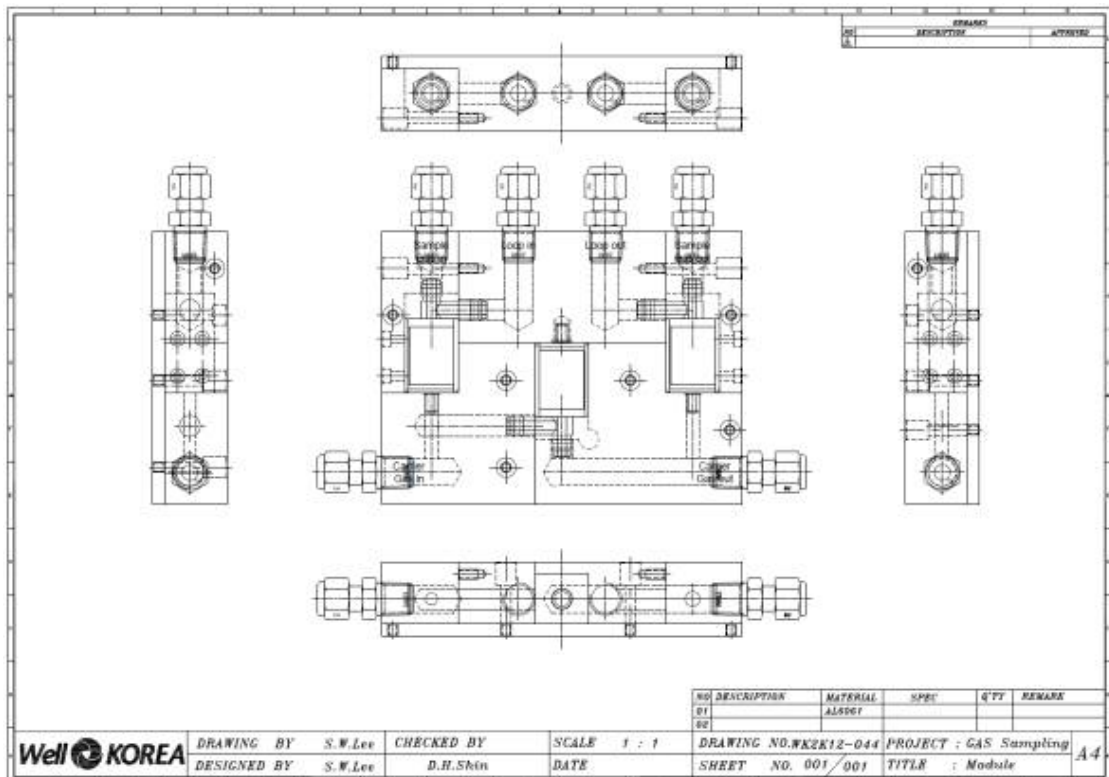 REMARKS
NO DESCRIPTION APPROVED
Sample
Loop in
Loop out
Sample
Carrier
Gas in
Carrier
Gas out
NO DESCRIPTION MATERIAL SPEC Q'TY REMARK
01 AL6061
02
Well KOREA
DRAWING BY S.W.Lee CHECKED BY SCALE 1 : 1 DRAWING NO.WKZK12-044 PROJECT : GAS Sampling A4
DESIGNED BY S.W.Lee D.H.Shin DATE SHEET NO. 001/001 TITLE : Module